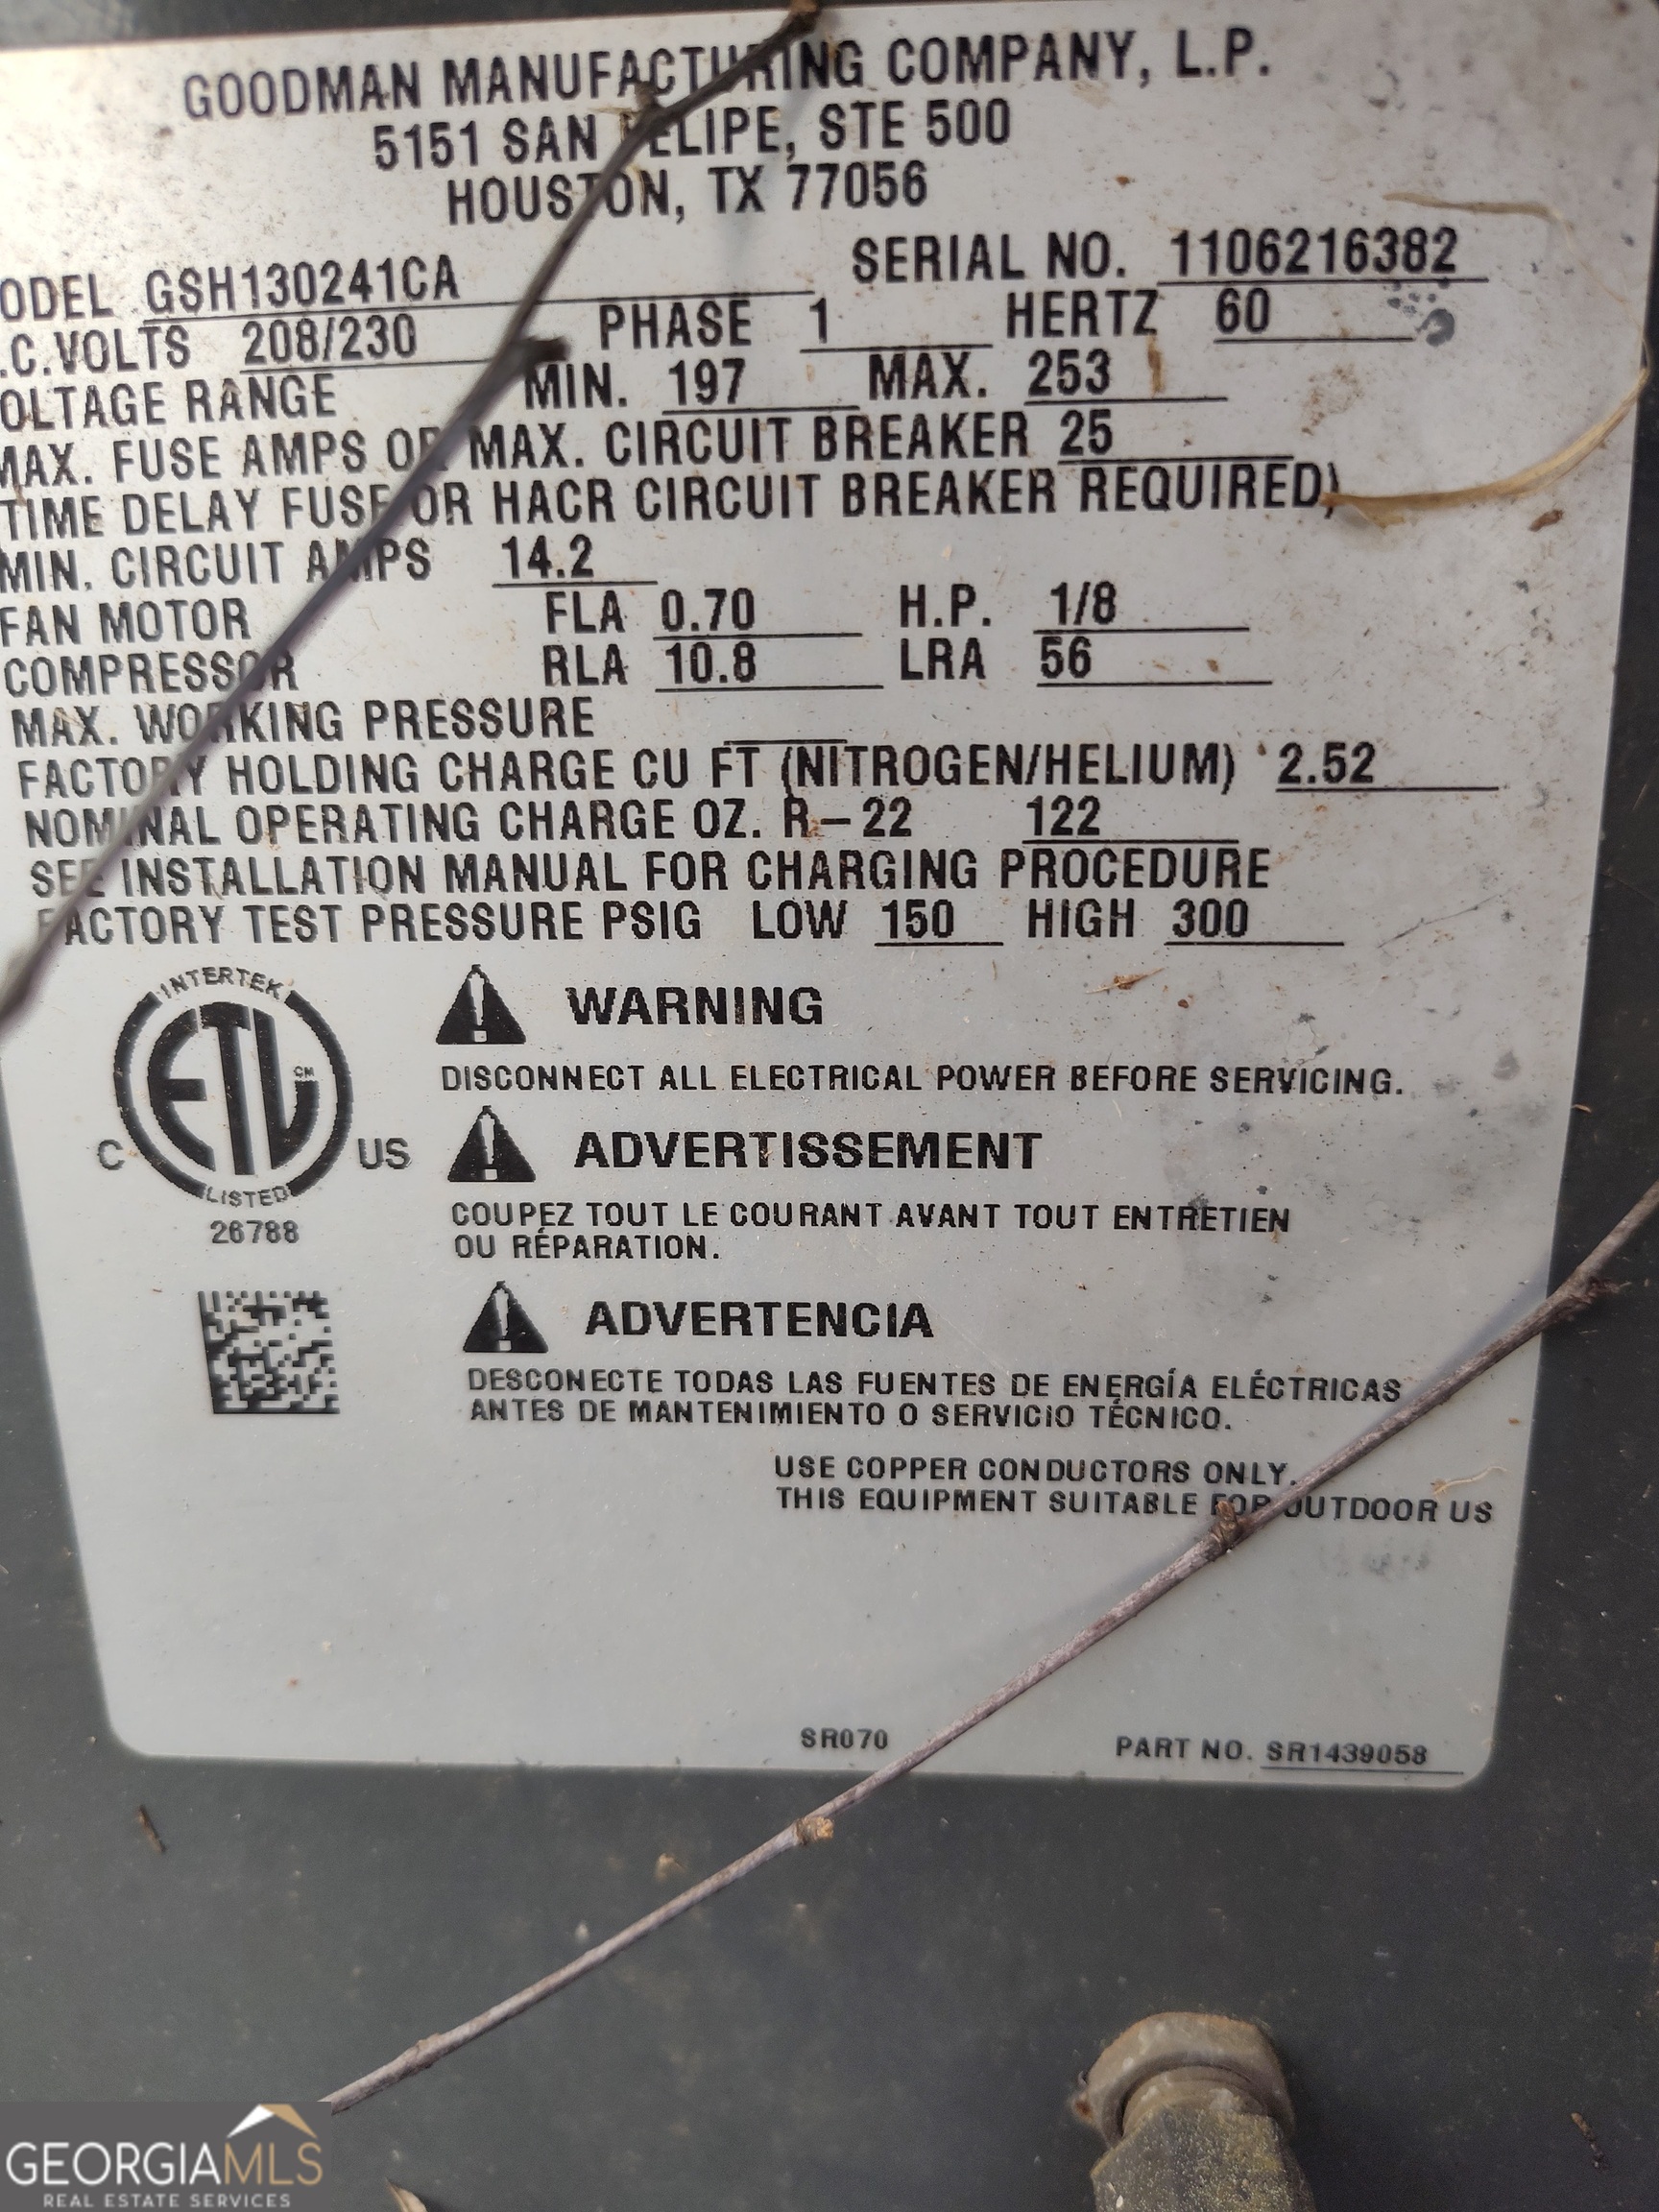 GOODMAN MANUFACTURING COMPANY, L.P.
5151 SAN FELIPE, STE 500
HOUSTON, TX 77056
ODEL GSH130241CA SERIAL NO. 1106216382
.C.VOLTS 208/230 PHASE 1 HERTZ 60
OLTAGE RANGE MIN. 197 MAX. 253
MAX. FUSE AMPS OR MAX. CIRCUIT BREAKER 25
TIME DELAY FUSE OR HACR CIRCUIT BREAKER REQUIRED)
MIN. CIRCUIT AMPS 14.2
FAN MOTOR FLA 0.70 H.P. 1/8
COMPRESSOR RLA 10.8 LRA 56
MAX. WORKING PRESSURE
FACTORY HOLDING CHARGE CU FT (NITROGEN/HELIUM) 2.52
NOMINAL OPERATING CHARGE OZ. R-22 122
SEE INSTALLATION MANUAL FOR CHARGING PROCEDURE
FACTORY TEST PRESSURE PSIG LOW 150 HIGH 300
INTERTEK
ETL CM
C US
LISTED
26788
WARNING
DISCONNECT ALL ELECTRICAL POWER BEFORE SERVICING.
ADVERTISSEMENT
COUPEZ TOUT LE COURANT AVANT TOUT ENTRETIEN
OU RÉPARATION.
ADVERTENCIA
DESCONECTE TODAS LAS FUENTES DE ENERGÍA ELÉCTRICAS
ANTES DE MANTENIMIENTO O SERVICIO TÉCNICO.
USE COPPER CONDUCTORS ONLY.
THIS EQUIPMENT SUITABLE FOR OUTDOOR US
SR070 PART NO. SR1439058
GEORGIAMLS
REAL ESTATE SERVICES